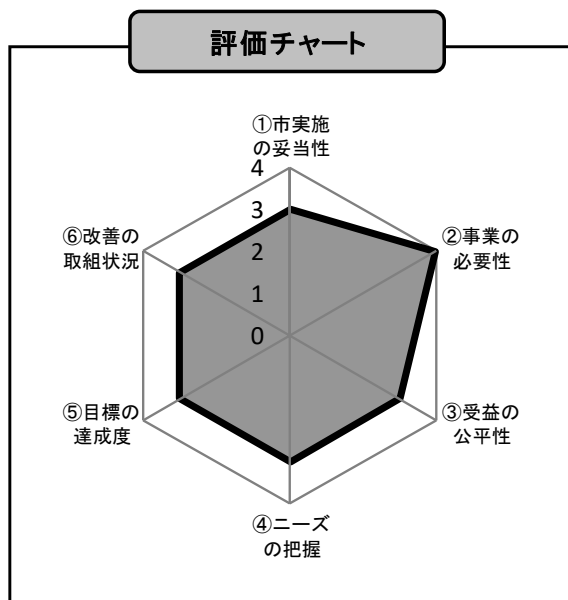 評価チャート
①市実施
の妥当性
4
3
2
1
0
②事業の
必要性
③受益の
公平性
④ニーズ
の把握
⑤目標の
達成度
⑥改善の
取組状況